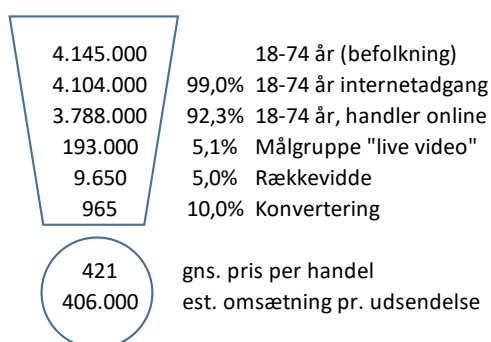 4.145.000 18-74 år (befolkning)
4.104.000 99,0% 18-74 år internetadgang
3.788.000 92,3% 18-74 år, handler online
193.000 5,1% Målgruppe "live video"
9.650 5,0% Rækkevidde
965 10,0% Konvertering
421 gns. pris per handel
406.000 est. omsætning pr. udsendelse